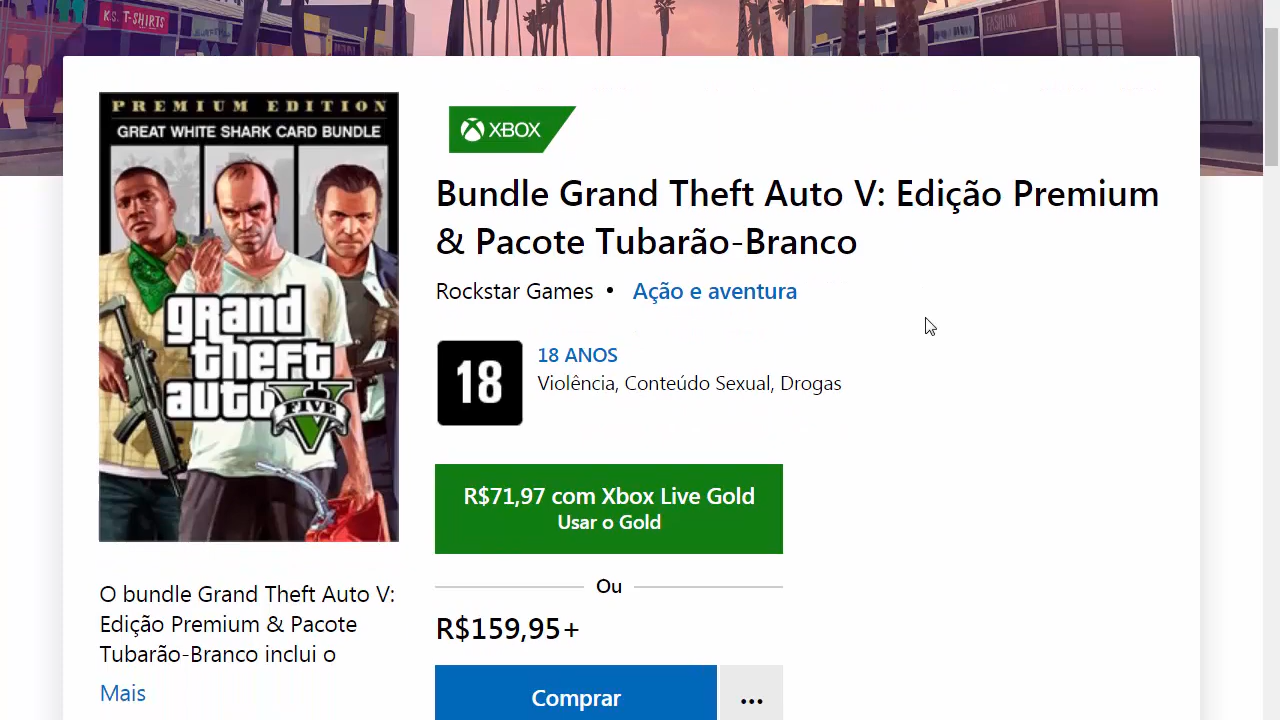 K.S. T-SHIRTS
FASHION
PREMIUM EDITION
GREAT WHITE SHARK CARD BUNDLE
grand
theft
auto
FIVE
XBOX
Bundle Grand Theft Auto V: Edição Premium
& Pacote Tubarão-Branco
Rockstar Games • Ação e aventura
18
18 ANOS
Violência, Conteúdo Sexual, Drogas
R$71,97 com Xbox Live Gold
Usar o Gold
Ou
R$159,95+
Comprar
...
O bundle Grand Theft Auto V:
Edição Premium & Pacote
Tubarão-Branco inclui o
Mais